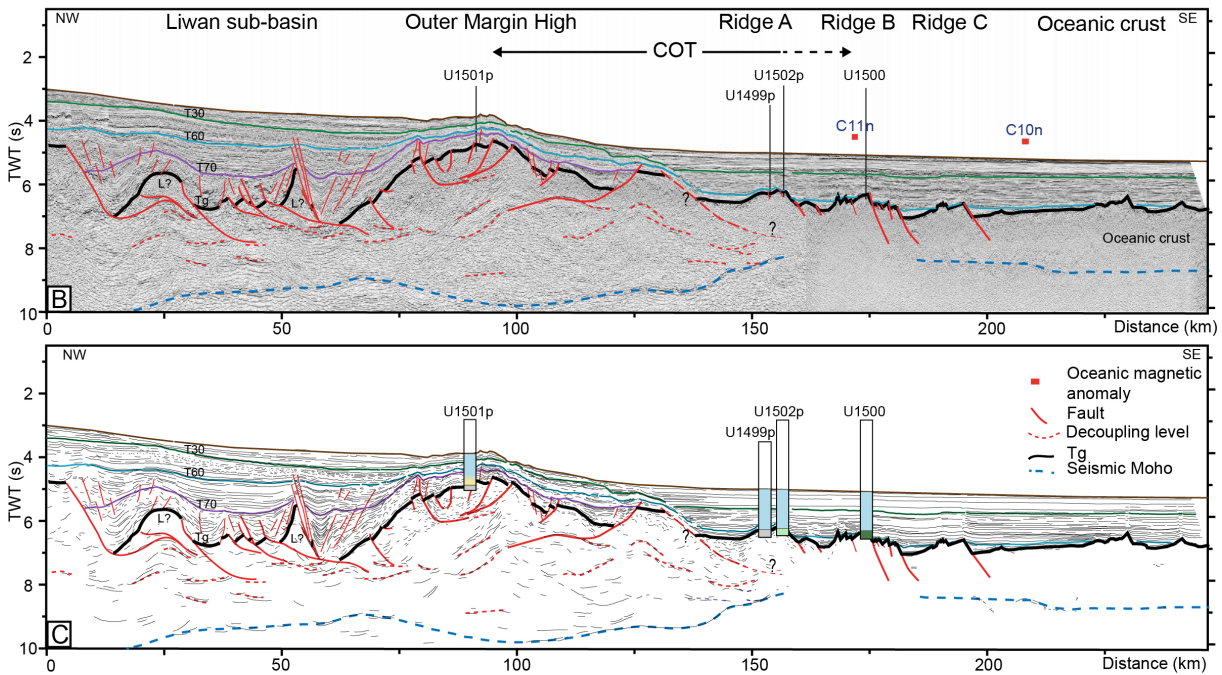 NW
Liwan sub-basin
Outer Margin High
Ridge A
Ridge B
Ridge C
Oceanic crust
SE
COT
U1501p
U1502p
U1500
U1499p
C11n
C10n
T30
T60
T70
Tg
L?
L?
?
?
Oceanic crust
TWT (s)
2
4
6
8
10
B
0
50
100
150
200
Distance (km)
NW
SE
Oceanic magnetic
anomaly
Fault
Decoupling level
Tg
Seismic Moho
U1501p
U1502p
U1500
U1499p
T30
T60
T70
Tg
L?
L?
?
?
TWT (s)
2
4
6
8
10
C
0
50
100
150
200
Distance (km)